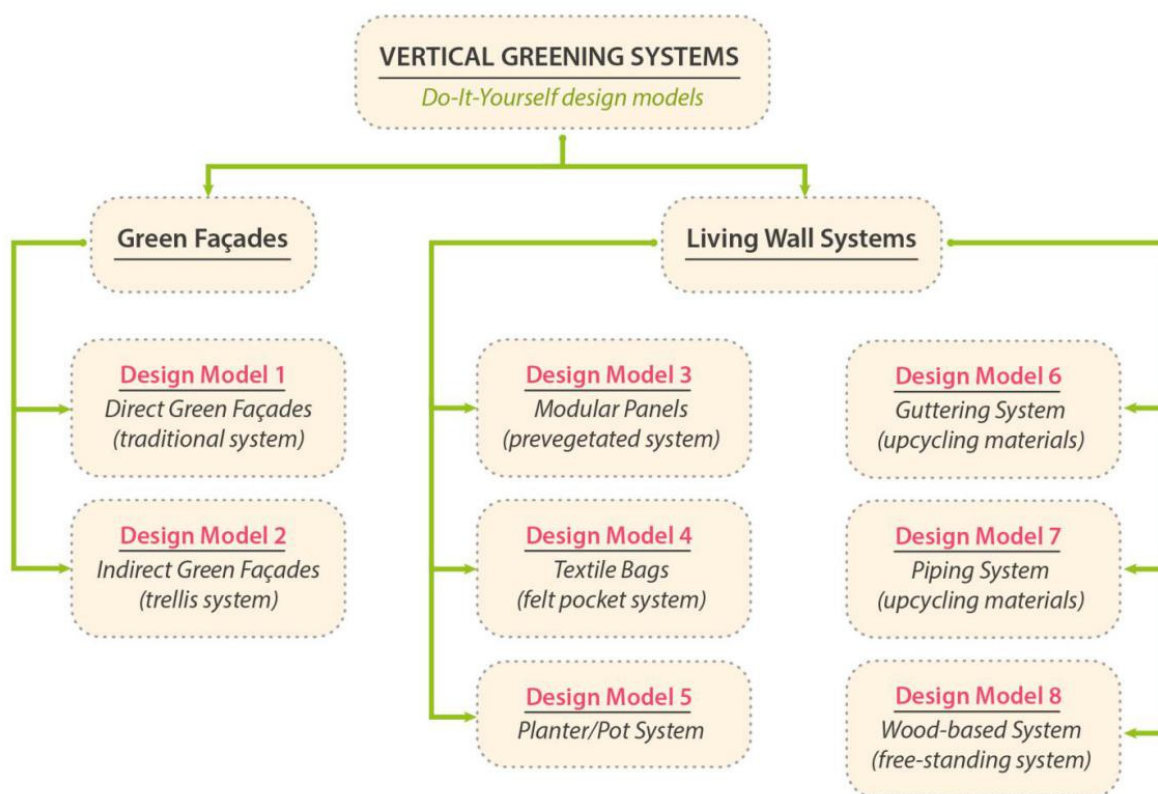 VERTICAL GREENING SYSTEMS
Do-It-Yourself design models
Green Façades
Living Wall Systems
Design Model 1
Direct Green Façades
(traditional system)
Design Model 2
Indirect Green Façades
(trellis system)
Design Model 3
Modular Panels
(prevegetated system)
Design Model 4
Textile Bags
(felt pocket system)
Design Model 5
Planter/Pot System
Design Model 6
Guttering System
(upcycling materials)
Design Model 7
Piping System
(upcycling materials)
Design Model 8
Wood-based System
(free-standing system)